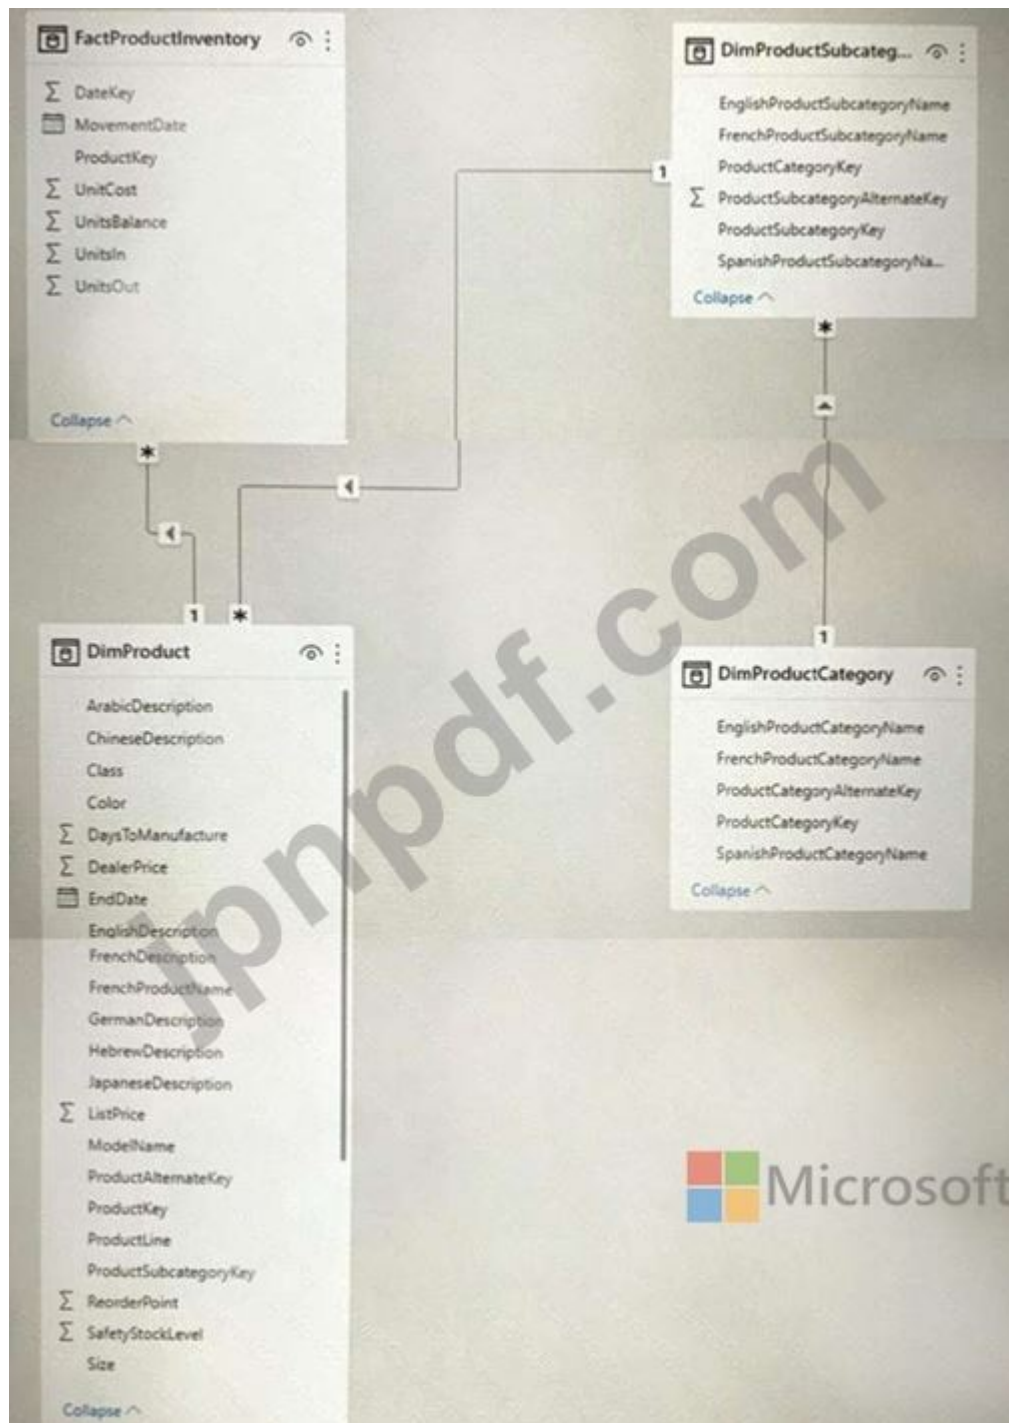 FactProductInventory
DateKey
MovementDate
ProductKey
UnitCost
UnitsBalance
UnitsIn
UnitsOut
Collapse
*
1
*
DimProductSubcateg...
EnglishProductSubcategoryName
FrenchProductSubcategoryName
ProductCategoryKey
ProductSubcategoryAlternateKey
ProductSubcategoryKey
SpanishProductSubcategoryNa...
Collapse
1
*
1
DimProduct
ArabicDescription
ChineseDescription
Class
Color
DaysToManufacture
DealerPrice
EndDate
EnglishDescription
FrenchDescription
FrenchProductName
GermanDescription
HebrewDescription
JapaneseDescription
ListPrice
ModelName
ProductAlternateKey
ProductKey
ProductLine
ProductSubcategoryKey
ReorderPoint
SafetyStockLevel
Size
Collapse
DimProductCategory
EnglishProductCategoryName
FrenchProductCategoryName
ProductCategoryAlternateKey
ProductCategoryKey
SpanishProductCategoryName
Collapse
jpnpdf.com
Microsoft